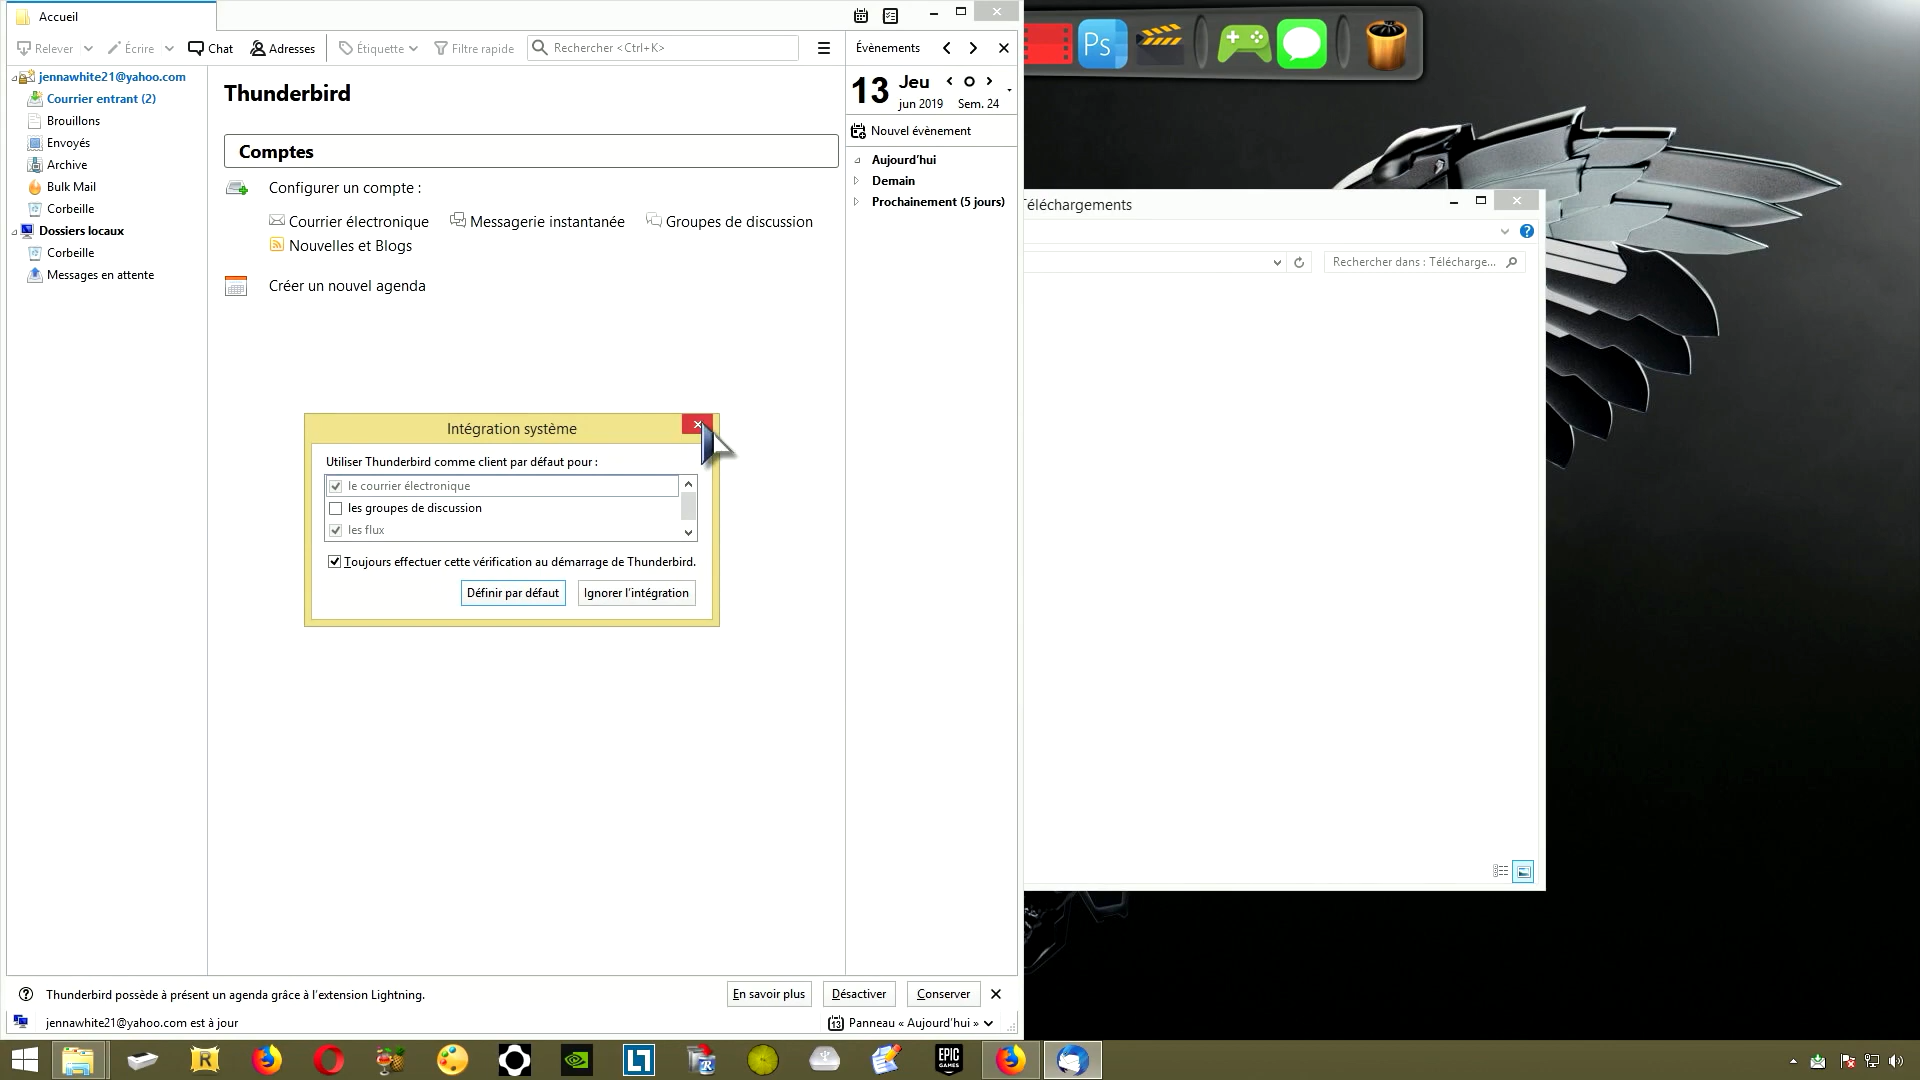 Accueil
Relever
Écrire
Chat
Adresses
Étiquette
Filtre rapide
Rechercher <Ctrl+K>
Évènements
jennawhite21@yahoo.com
Courrier entrant (2)
Brouillons
Envoyés
Archive
Bulk Mail
Corbeille
Dossiers locaux
Corbeille
Messages en attente
Thunderbird
Comptes
Configurer un compte :
Courrier électronique
Messagerie instantanée
Groupes de discussion
Nouvelles et Blogs
Créer un nouvel agenda
13
Jeu
jun 2019
Sem. 24
Nouvel évènement
Aujourd'hui
Demain
Prochainement (5 jours)
Intégration système
Utiliser Thunderbird comme client par défaut pour :
le courrier électronique
les groupes de discussion
les flux
Toujours effectuer cette vérification au démarrage de Thunderbird.
Définir par défaut
Ignorer l'intégration
Téléchargements
Rechercher dans : Télécharge...
Ps
Thunderbird possède à présent un agenda grâce à l'extension Lightning.
En savoir plus
Désactiver
Conserver
jennawhite21@yahoo.com est à jour
13
Panneau « Aujourd'hui »
R
LT
R
EPIC
GAMES